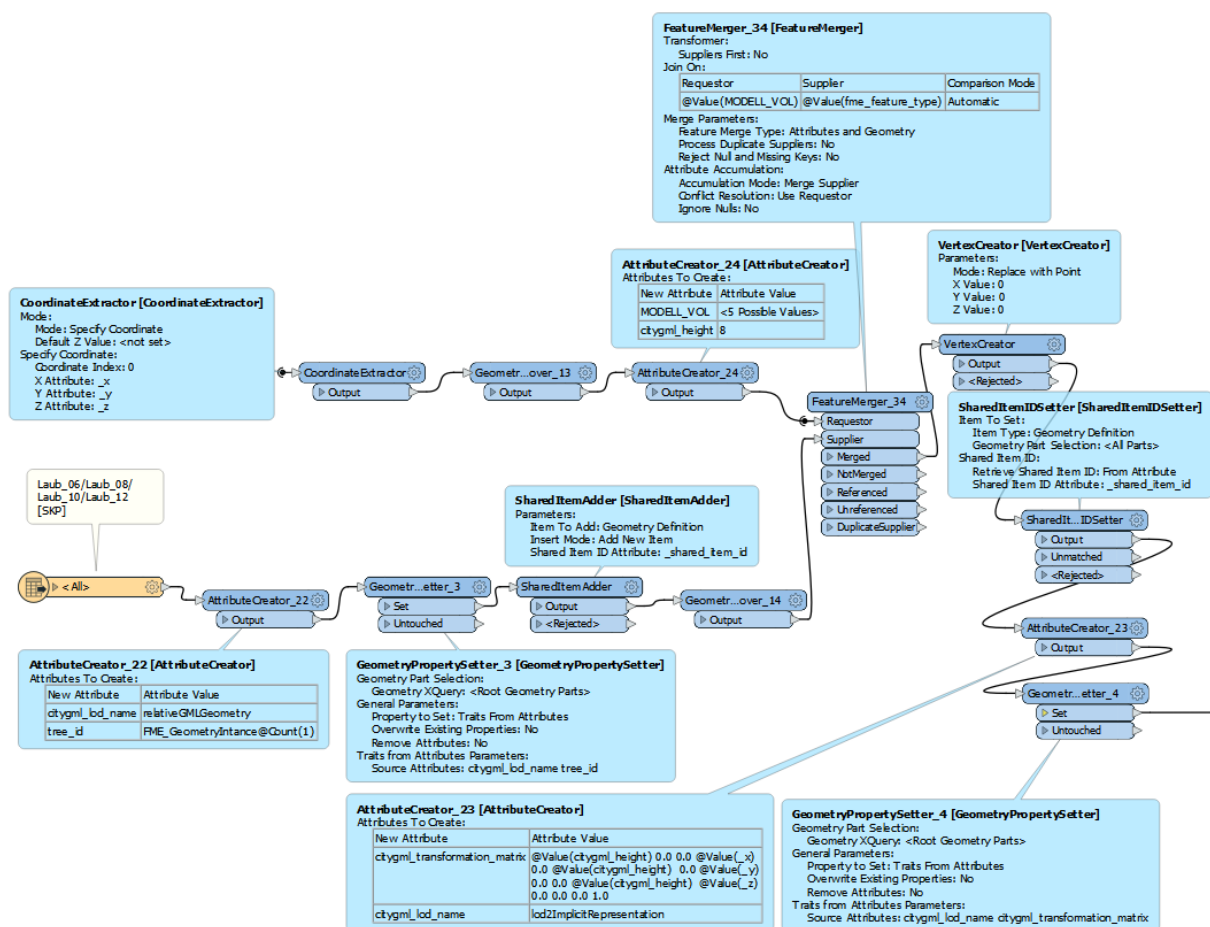 FeatureMerger_34 [FeatureMerger]
Transformer:
Suppliers First: No
Join On:
Requestor Supplier Comparison Mode
@Value(MODELL_VOL) @Value(fme_feature_type) Automatic
Merge Parameters:
Feature Merge Type: Attributes and Geometry
Process Duplicate Suppliers: No
Reject Null and Missing Keys: No
Attribute Accumulation:
Accumulation Mode: Merge Supplier
Conflict Resolution: Use Requestor
Ignore Nulls: No
VertexCreator [VertexCreator]
Parameters:
Mode: Replace with Point
X Value: 0
Y Value: 0
Z Value: 0
AttributeCreator_24 [AttributeCreator]
Attributes To Create:
New Attribute Attribute Value
MODELL_VOL <5 Possible Values>
citygml_height 8
CoordinateExtractor [CoordinateExtractor]
Mode:
Mode: Specify Coordinate
Default Z Value: <not set>
Specify Coordinate:
Coordinate Index: 0
X Attribute: _x
Y Attribute: _y
Z Attribute: _z
CoordinateExtractor
Output
Geometr...over_13
Output
AttributeCreator_24
Output
FeatureMerger_34
Requestor
Supplier
Merged
NotMerged
Referenced
Unreferenced
DuplicateSupplier
VertexCreator
Output
<Rejected>
SharedItemIDSetter [SharedItemIDSetter]
Item To Set:
Item Type: Geometry Definition
Geometry Part Selection: <All Parts>
Shared Item ID:
Retrieve Shared Item ID: From Attribute
Shared Item ID Attribute: _shared_item_id
Laub_06/Laub_08/
Laub_10/Laub_12
[SKP]
SharedItemAdder [SharedItemAdder]
Parameters:
Item To Add: Geometry Definition
Insert Mode: Add New Item
Shared Item ID Attribute: _shared_item_id
SharedIt...IDSetter
Output
Unmatched
<Rejected>
<All>
AttributeCreator_22
Output
Geometr...etter_3
Set
Untouched
SharedItemAdder
Output
<Rejected>
Geometr...over_14
Output
AttributeCreator_23
Output
Geometr...etter_4
Set
Untouched
AttributeCreator_22 [AttributeCreator]
Attributes To Create:
New Attribute Attribute Value
citygml_lod_name relativeGMLGeometry
tree_id FME_GeometryIntance@Count(1)
GeometryPropertySetter_3 [GeometryPropertySetter]
Geometry Part Selection:
Geometry XQuery: <Root Geometry Parts>
General Parameters:
Property to Set: Traits From Attributes
Overwrite Existing Properties: No
Remove Attributes: No
Traits from Attributes Parameters:
Source Attributes: citygml_lod_name tree_id
AttributeCreator_23 [AttributeCreator]
Attributes To Create:
New Attribute Attribute Value
citygml_transformation_matrix @Value(citygml_height) 0.0 0.0 @Value(_x)
0.0 @Value(citygml_height) 0.0 @Value(_y)
0.0 0.0 @Value(citygml_height) @Value(_z)
0.0 0.0 0.0 1.0
citygml_lod_name lod2ImplicitRepresentation
GeometryPropertySetter_4 [GeometryPropertySetter]
Geometry Part Selection:
Geometry XQuery: <Root Geometry Parts>
General Parameters:
Property to Set: Traits From Attributes
Overwrite Existing Properties: No
Remove Attributes: No
Traits from Attributes Parameters:
Source Attributes: citygml_lod_name citygml_transformation_matrix